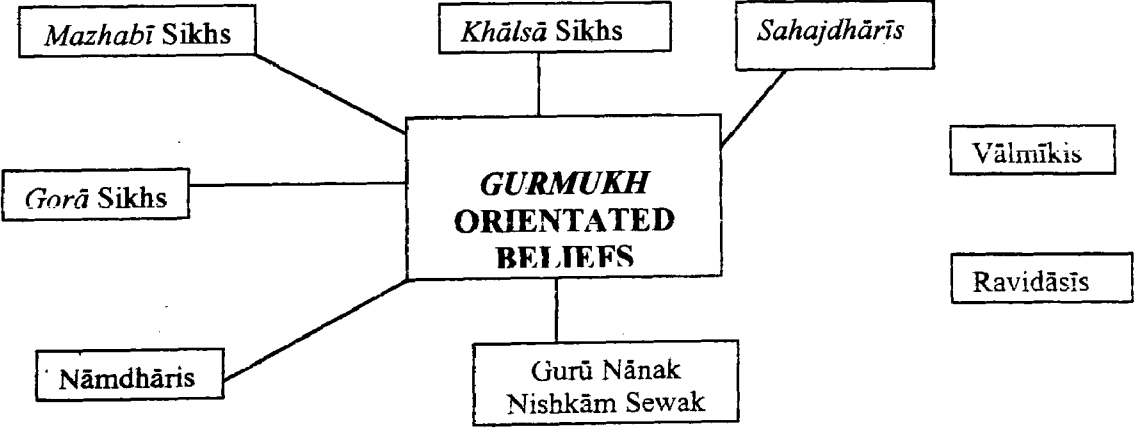 Mazhabī Sikhs
Khālsā Sikhs
Sahajdhārīs
Vālmīkis
GURMUKH
ORIENTATED
BELIEFS
Gorā Sikhs
Ravidāsīs
Nāmdhāris
Gurū Nānak
Nishkām Sewak